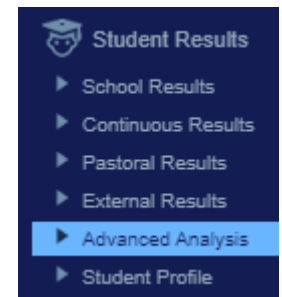 Student Results
School Results
Continuous Results
Pastoral Results
External Results
Advanced Analysis
Student Profile